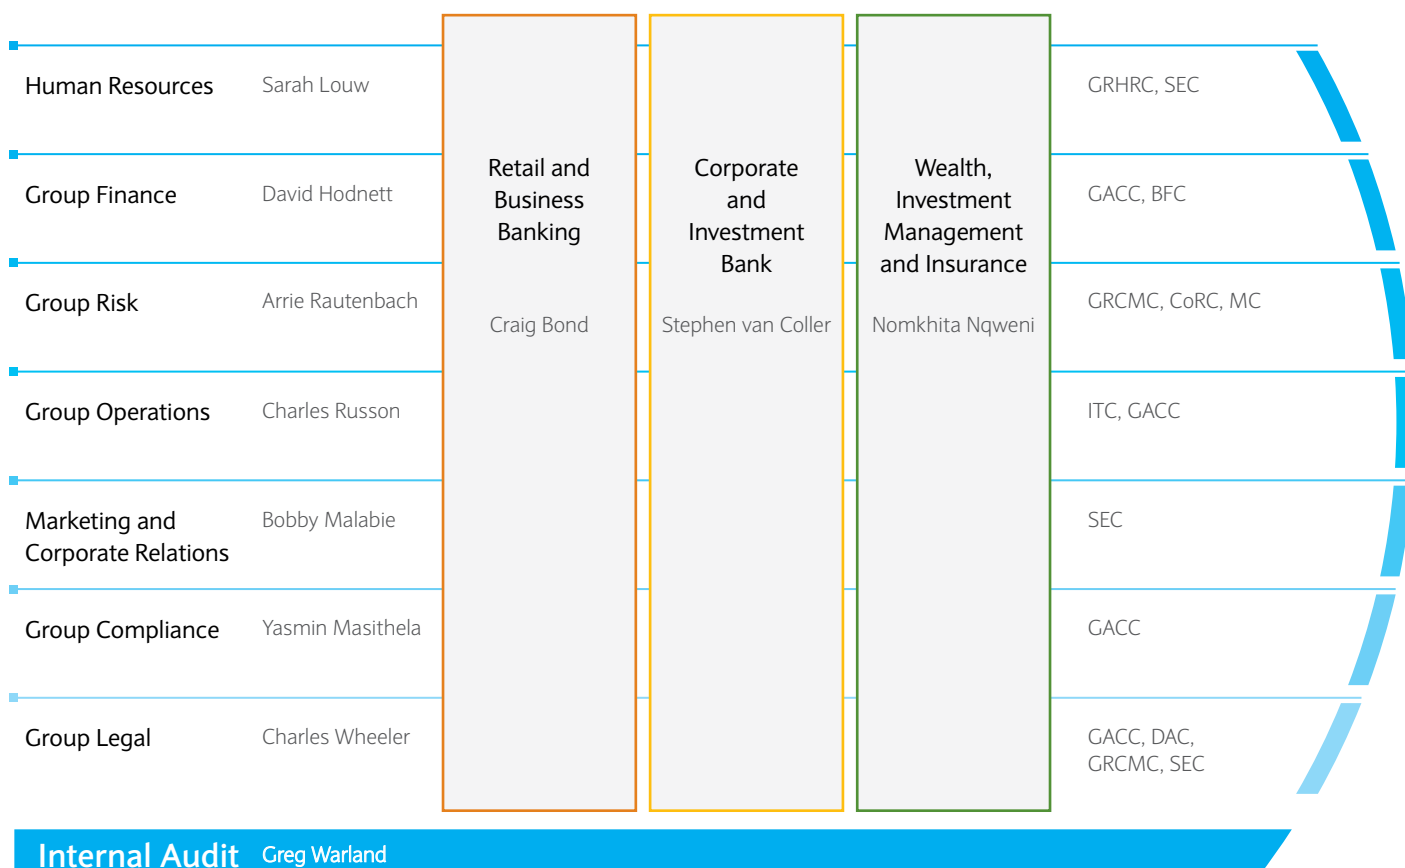 Human Resources
Sarah Louw
GRHRC, SEC
Group Finance
David Hodnett
GACC, BFC
Group Risk
Arrie Rautenbach
GRCMC, CoRC, MC
Group Operations
Charles Russon
ITC, GACC
Marketing and
Corporate Relations
Bobby Malabie
SEC
Group Compliance
Yasmin Masithela
GACC
Group Legal
Charles Wheeler
GACC, DAC,
GRCMC, SEC
Retail and
Business
Banking
Craig Bond
Corporate
and
Investment
Bank
Stephen van Coller
Wealth,
Investment
Management
and Insurance
Nomkhita Nqweni
Internal Audit
Greg Warland